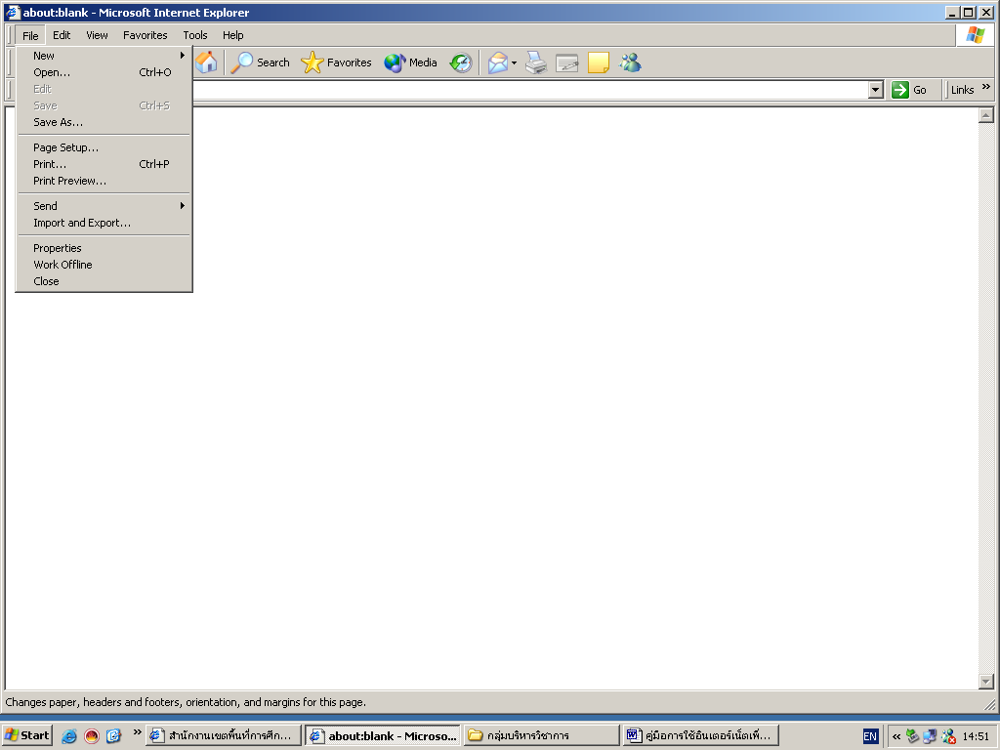 about:blank - Microsoft Internet Explorer
File Edit View Favorites Tools Help
New
Open... Ctrl+O
Edit
Save Ctrl+S
Save As...
Page Setup...
Print... Ctrl+P
Print Preview...
Send
Import and Export...
Properties
Work Offline
Close
Search Favorites Media
Go Links »
Changes paper, headers and footers, orientation, and margins for this page.
Start » สำนักงานเขตพื้นที่การศึก... about:blank - Microso... กลุ่มบริหารวิชาการ คู่มือการใช้อินเตอร์เน็ตเพื่... EN « 14:51